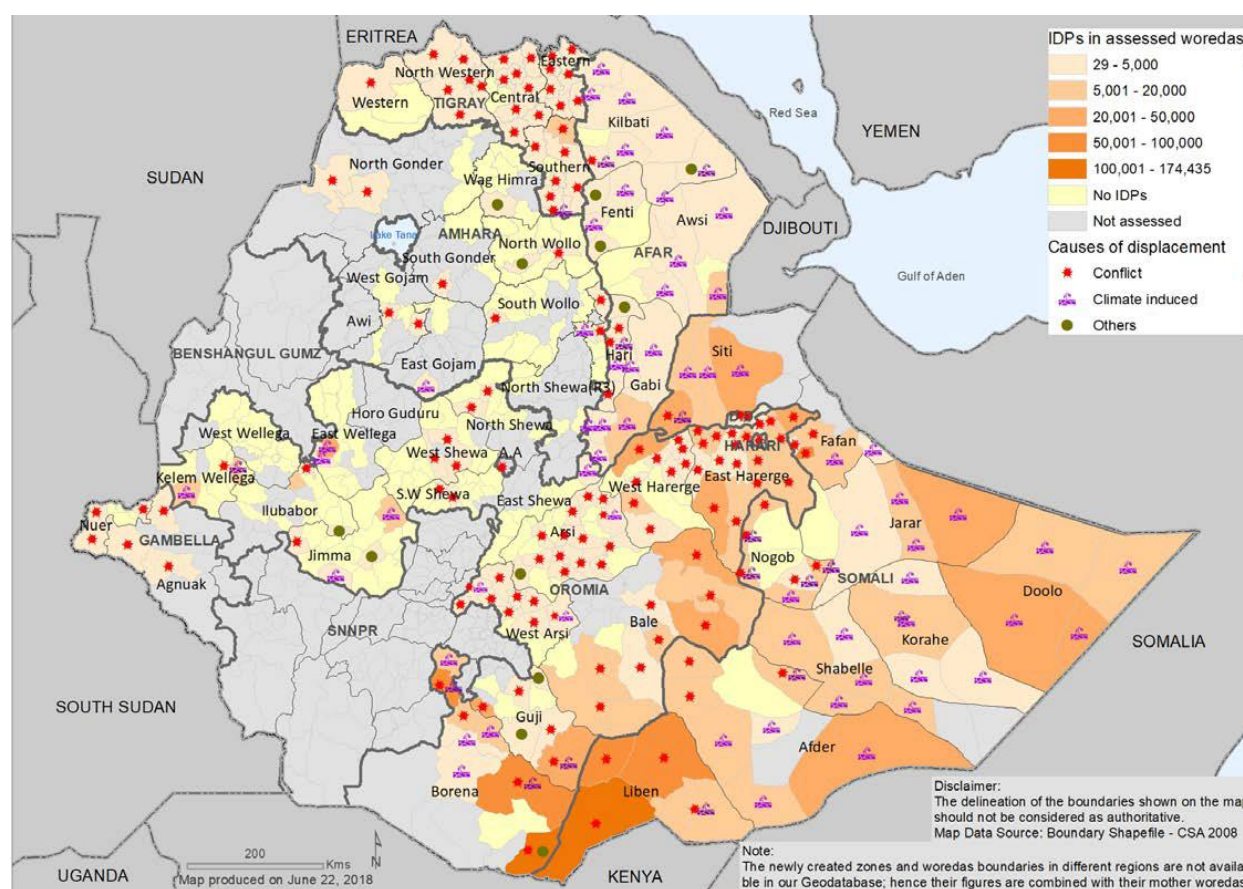 ERITREA
SUDAN
YEMEN
Red Sea
DJIBOUTI
Gulf of Aden
SOMALIA
KENYA
UGANDA
SOUTH SUDAN
North Western
Eastern
Western
TIGRAY
Central
Southern
Kilbati
North Gonder
Wag Himra
Fenti
Awsi
Lake Tana
AMHARA
North Wollo
AFAR
South Gonder
West Gojam
South Wollo
Awi
BENSHANGUL GUMZ
East Gojam
North Shewa(R3)
Hari
Gabi
Siti
Horo Guduru
West Wellega
East Wellega
North Shewa
West Shewa
A.A
HARARI
Fafan
Kelem Wellega
S.W Shewa
East Shewa
West Harerge
East Harerge
Ilubabor
Nuer
GAMBELLA
Jimma
Arsi
Nogob
Jarar
Agnuak
OROMIA
SOMALI
Doolo
SNNPR
West Arsi
Bale
Korahe
Shabelle
Guji
Afder
Borena
Liben
IDPs in assessed woredas
29 - 5,000
5,001 - 20,000
20,001 - 50,000
50,001 - 100,000
100,001 - 174,435
No IDPs
Not assessed
Causes of displacement
Conflict
Climate induced
Others
200
Kms
N
Map produced on June 22, 2018
Disclaimer:
The delineation of the boundaries shown on the map
should not be considered as authoritative.
Map Data Source: Boundary Shapefile - CSA 2008
Note:
The newly created zones and woredas boundaries in different regions are not availa-
ble in our Geodatabase; hence their figures are combined with their mother woredas